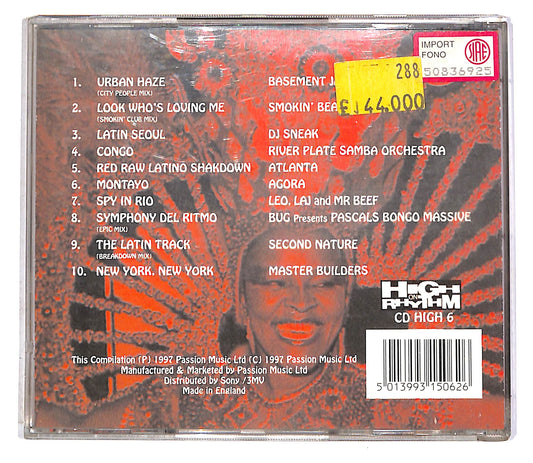 IMPORT
FONO
SIAE
50836925
288
£ 44.000
1. URBAN HAZE BASEMENT
(CITY PEOPLE MIX)
2. LOOK WHO'S LOVING ME SMOKIN'
(SMOKIN' CLUB MIX)
3. LATIN SEOUL DJ SNEAK
4. CONGO RIVER PLATE SAMBA ORCHESTRA
5. RED RAW LATINO SHAKDOWN ATLANTA
6. MONTAYO AGORA
7. SPY IN RIO LEO, LAJ AND MR BEEF
8. SYMPHONY DEL RITMO BUG Presents PASCALS BONGO MASSIVE
(EPIC MIX)
9. THE LATIN TRACK SECOND NATURE
(BREAKDOWN MIX)
10. NEW YORK, NEW YORK MASTER BUILDERS
HIGH
ON
RHYTHM
CD HIGH 6
This Compilation (P) 1997 Passion Music Ltd (C) 1997 Passion Music Ltd
Manufactured & Marketed by Passion Music Ltd
Distributed by Sony /3MV
Made in England
5 013993 150626